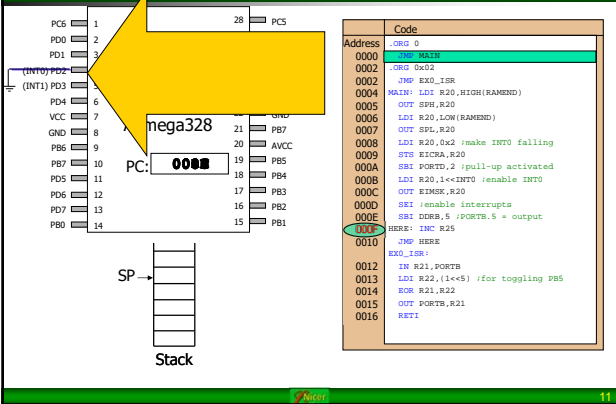 PC6 1 28 PC5
PD0 2
PD1 3
(INT0) PD2
(INT1) PD3
PD4 6
VCC 7 GND
GND 8 mega328 21 PB7
PB6 9 20 AVCC
PB7 10 PC: 19 PB5
PD5 11 18 PB4
PD6 12 17 PB3
PD7 13 16 PB2
PB0 14 15 PB1
SP
Stack
Code
Address .ORG 0
0000 JMP MAIN
0002 .ORG 0x02
0002 JMP EX0_ISR
0004 MAIN: LDI R20,HIGH(RAMEND)
0005 OUT SPH,R20
0006 LDI R20,LOW(RAMEND)
0007 OUT SPL,R20
0008 LDI R20,0x2 ;make INT0 falling
0009 STS EICRA,R20
000A SBI PORTD,2 ;pull-up activated
000B LDI R20,1<<INT0 ;enable INT0
000C OUT EIMSK,R20
000D SEI ;enable interrupts
000E SBI DDRB,5 ;PORTB.5 = output
000F HERE: INC R25
0010 JMP HERE
EX0_ISR:
0012 IN R21,PORTB
0013 LDI R22,(1<<5) ;for toggling PB5
0014 EOR R21,R22
0015 OUT PORTB,R21
0016 RETI
Nicer
11